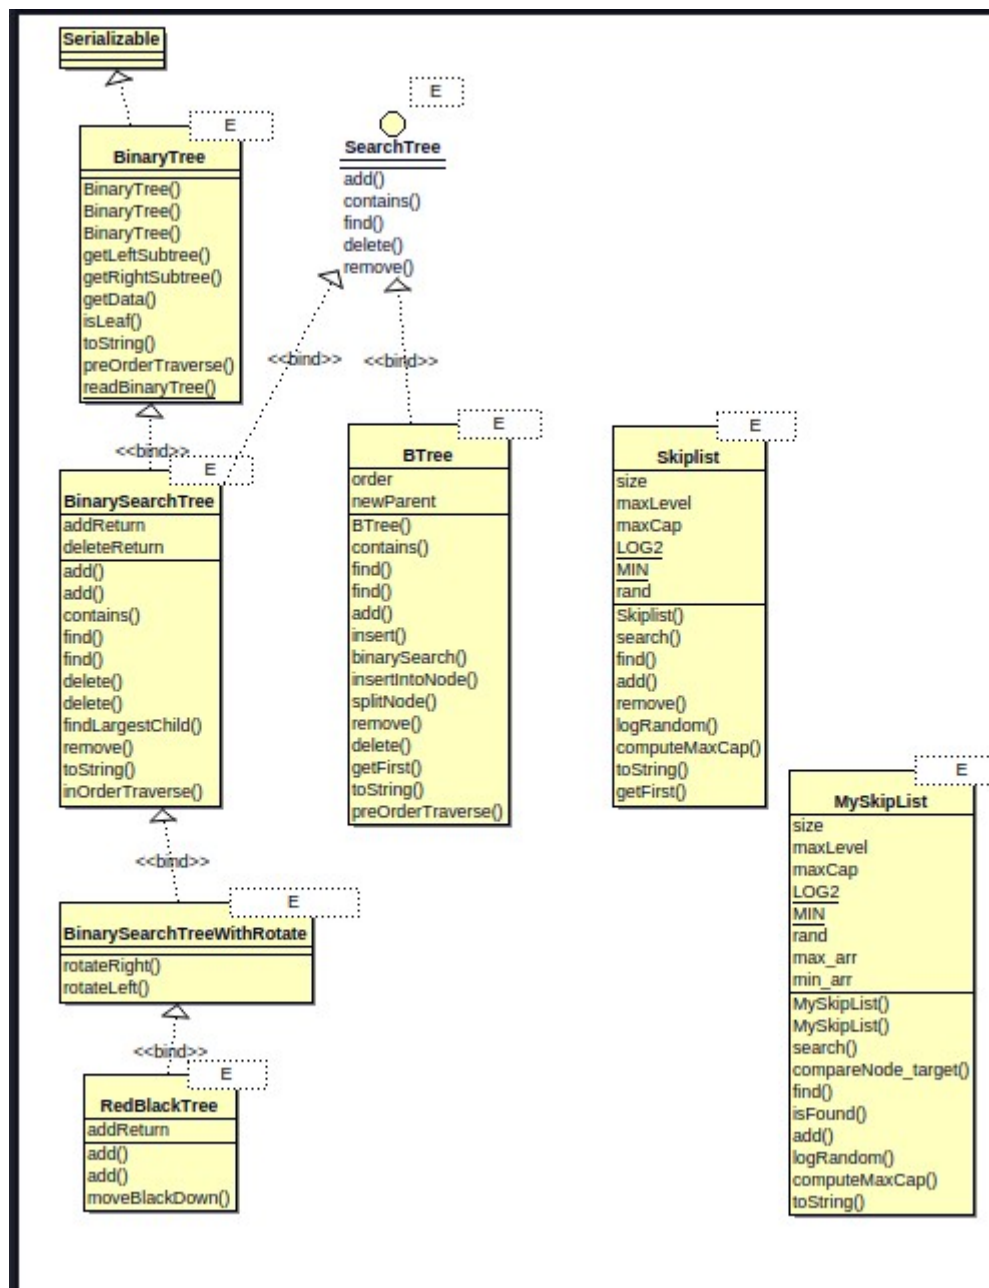 Serializable
E
BinaryTree
BinaryTree()
BinaryTree()
BinaryTree()
getLeftSubtree()
getRightSubtree()
getData()
isLeaf()
toString()
preOrderTraverse()
readBinaryTree()
E
SearchTree
add()
contains()
find()
delete()
remove()
<<bind>>
<<bind>>
<<bind>>
E
BinarySearchTree
addReturn
deleteReturn
add()
add()
contains()
find()
find()
delete()
delete()
findLargestChild()
remove()
toString()
inOrderTraverse()
E
BTree
order
newParent
BTree()
contains()
find()
find()
add()
insert()
binarySearch()
insertIntoNode()
splitNode()
remove()
delete()
getFirst()
toString()
preOrderTraverse()
E
Skiplist
size
maxLevel
maxCap
LOG2
MIN
rand
Skiplist()
search()
find()
add()
remove()
logRandom()
computeMaxCap()
toString()
getFirst()
E
MySkipList
size
maxLevel
maxCap
LOG2
MIN
rand
max_arr
min_arr
MySkipList()
MySkipList()
search()
compareNode_target()
find()
isFound()
add()
logRandom()
computeMaxCap()
toString()
<<bind>>
E
BinarySearchTreeWithRotate
rotateRight()
rotateLeft()
<<bind>>
E
RedBlackTree
addReturn
add()
add()
moveBlackDown()